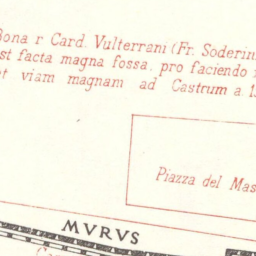 Bona r Card. Vulterrani (Fr. Soderin
st facta magna fossa. pro faciendo
et viam magnam ad Castrum a. 15
Piazza del Mas
MVRVS